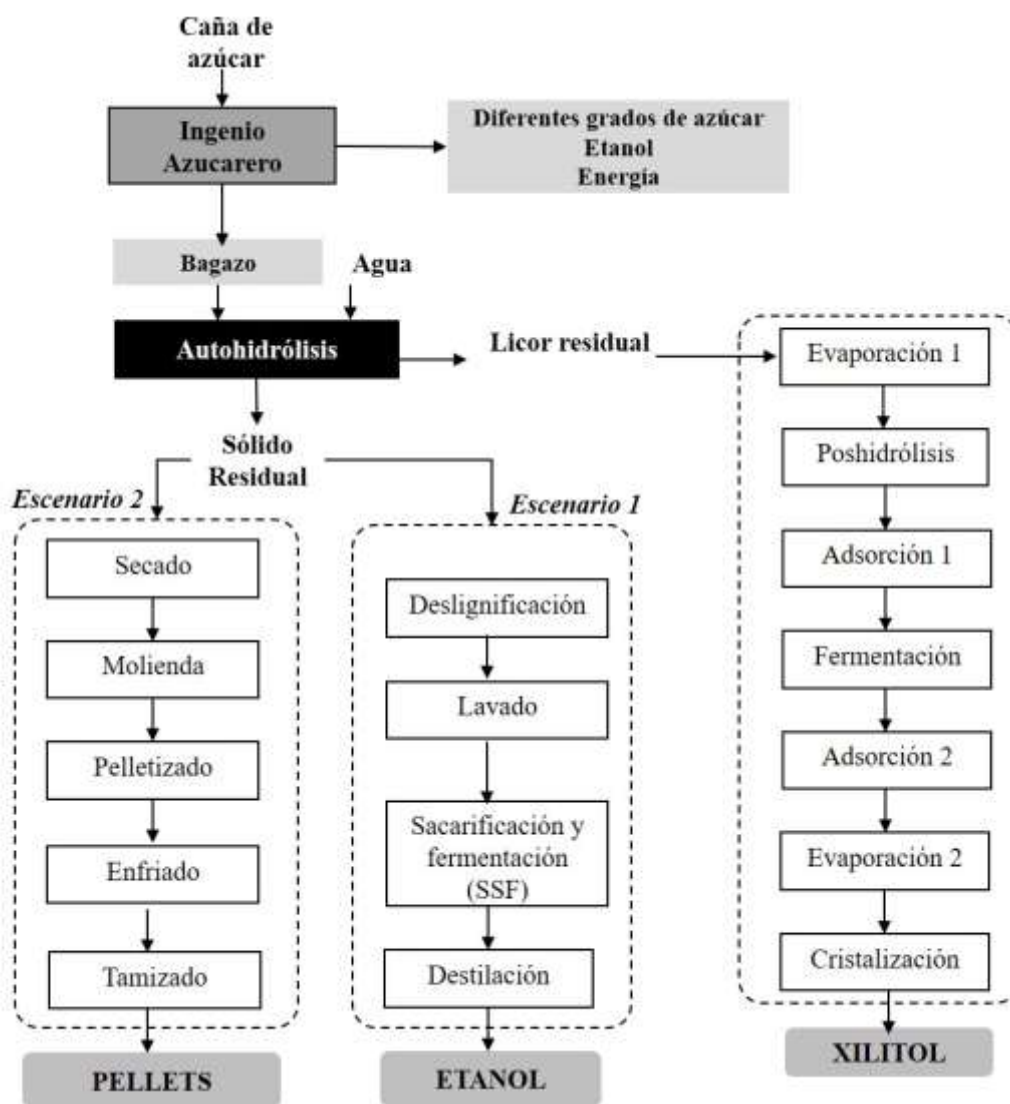 Caña de
azúcar
Ingenio
Azucarero
Diferentes grados de azúcar
Etanol
Energía
Bagazo
Agua
Autohidrólisis
Licor residual
Sólido
Residual
Escenario 2
Secado
Molienda
Pelletizado
Enfriado
Tamizado
PELLETS
Escenario 1
Deslignificación
Lavado
Sacarificación y
fermentación
(SSF)
Destilación
ETANOL
Evaporación 1
Poshidrólisis
Adsorción 1
Fermentación
Adsorción 2
Evaporación 2
Cristalización
XILITOL